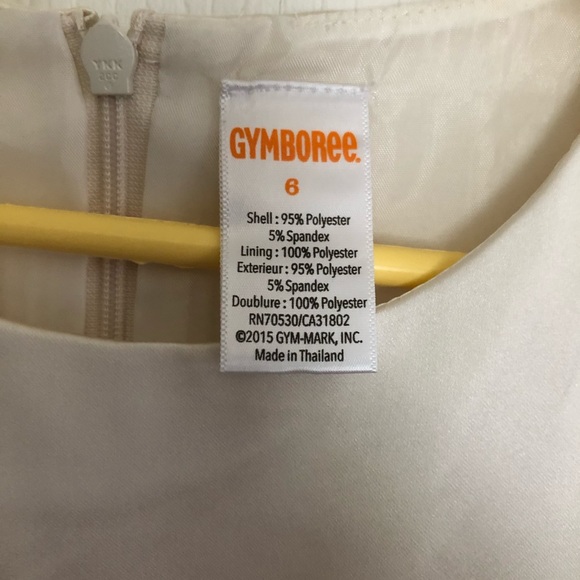 YKK
GYMBORee.
6
Shell : 95% Polyester
5% Spandex
Lining : 100% Polyester
Exterieur : 95% Polyester
5% Spandex
Doublure : 100% Polyester
RN70530/CA31802
©2015 GYM-MARK, INC.
Made in Thailand